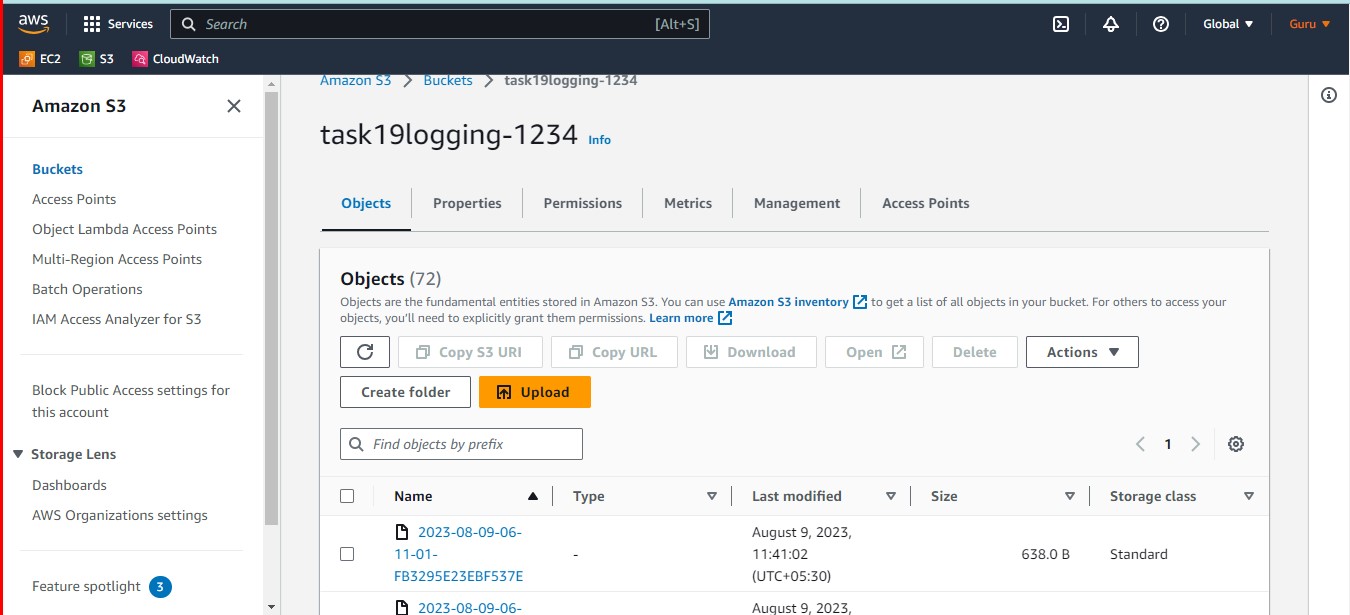 aws Services Search [Alt+S] Global ▼ Guru ▼
EC2 S3 CloudWatch
Amazon S3
Buckets
Access Points
Object Lambda Access Points
Multi-Region Access Points
Batch Operations
IAM Access Analyzer for S3
Block Public Access settings for
this account
Storage Lens
Dashboards
AWS Organizations settings
Feature spotlight 3
Amazon S3 > Buckets > task19logging-1234
task19logging-1234 Info
Objects Properties Permissions Metrics Management Access Points
Objects (72)
Objects are the fundamental entities stored in Amazon S3. You can use Amazon S3 inventory to get a list of all objects in your bucket. For others to access your
objects, you'll need to explicitly grant them permissions. Learn more
Copy S3 URI Copy URL Download Open Delete Actions ▼
Create folder Upload
Find objects by prefix 1
Name Type Last modified Size Storage class
2023-08-09-06- August 9, 2023,
11-01- - 11:41:02 638.0 B Standard
FB3295E23EBF537E (UTC+05:30)
2023-08-09-06- August 9, 2023,